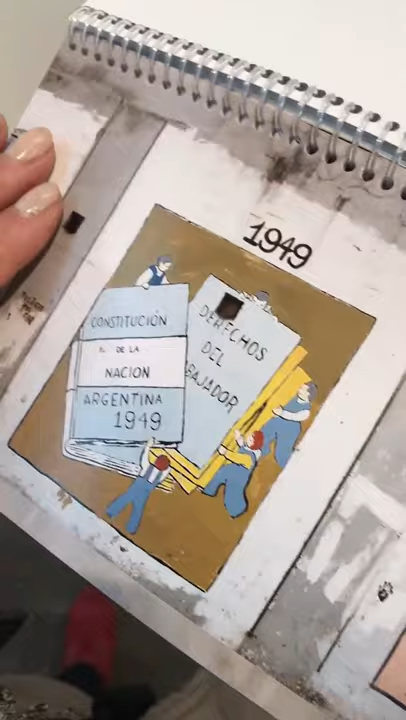 1949
CONSTITUCIÓN
DE LA
NACION
ARGENTINA
1949
DERECHOS
DEL
BAJADOR